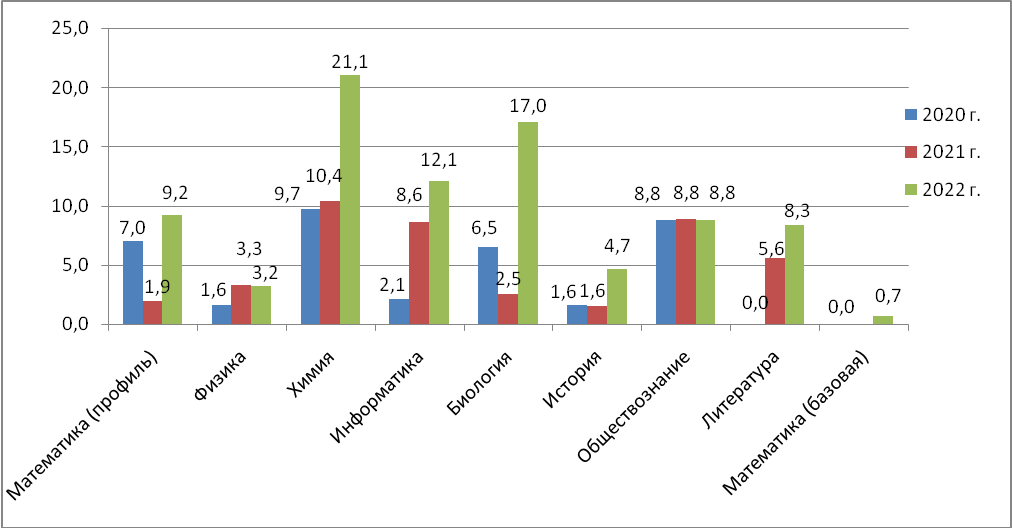 25,0
20,0
15,0
10,0
5,0
0,0
7,0
1,9
9,2
1,6
3,3
3,2
9,7
10,4
21,1
2,1
8,6
12,1
6,5
2,5
17,0
1,6
1,6
4,7
8,8
8,8
8,8
0,0
5,6
8,3
0,0
0,7
Математика (профиль)
Физика
Химия
Информатика
Биология
История
Обществознание
Литература
Математика (базовая)
2020 г.
2021 г.
2022 г.